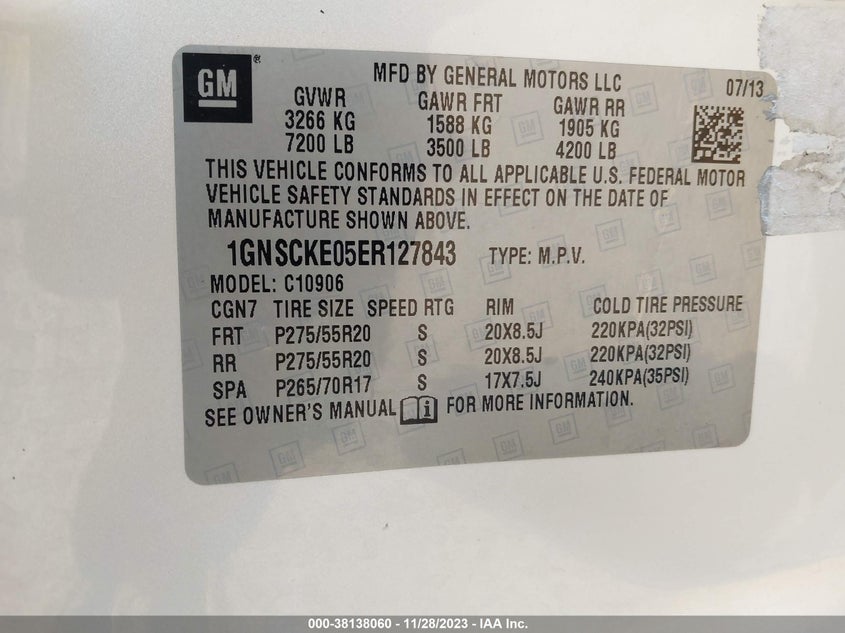 GM®
MFD BY GENERAL MOTORS LLC 07/13
GVWR GAWR FRT GAWR RR
3266 KG 1588 KG 1905 KG
7200 LB 3500 LB 4200 LB
THIS VEHICLE CONFORMS TO ALL APPLICABLE U.S. FEDERAL MOTOR
VEHICLE SAFETY STANDARDS IN EFFECT ON THE DATE OF
MANUFACTURE SHOWN ABOVE.
1GNSCKE05ER127843 TYPE: M.P.V.
MODEL: C10906
CGN7 TIRE SIZE SPEED RTG RIM COLD TIRE PRESSURE
FRT P275/55R20 S 20X8.5J 220KPA(32PSI)
RR P275/55R20 S 20X8.5J 220KPA(32PSI)
SPA P265/70R17 S 17X7.5J 240KPA(35PSI)
SEE OWNER'S MANUAL FOR MORE INFORMATION.
000-38138060 - 11/28/2023 - IAA Inc.